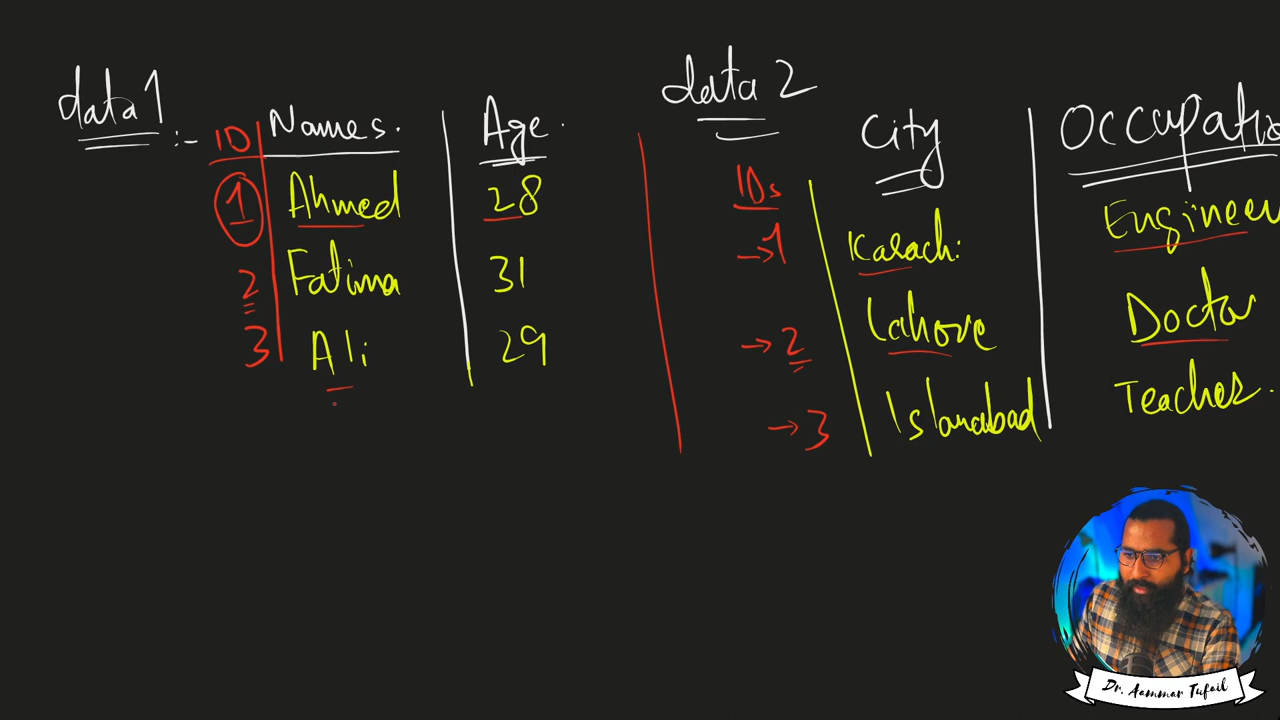 data1 :-
ID Names. Age.
1 Ahmed 28
2 Fatima 31
3 Ali 29
data 2
IDs City Occupatio
→1 Karachi
→2 Lahore Engineer
→3 Islamabad Doctor
Teacher.
Dr. Aammar Tufail